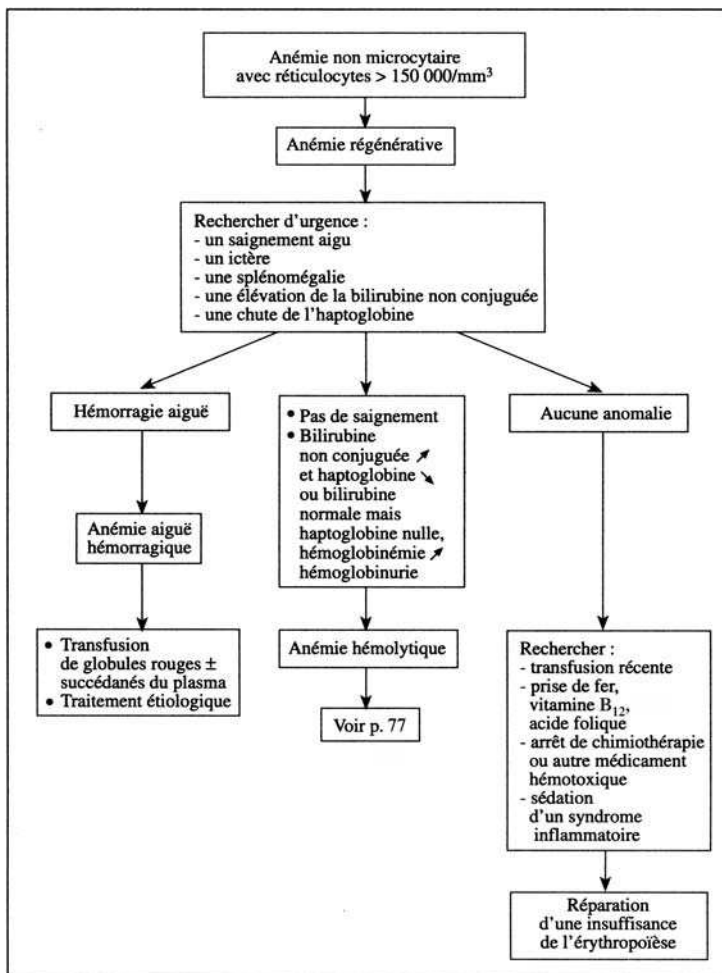 Anémie non microcytaire
avec réticulocytes > 150 000/mm³
Anémie régénérative
Rechercher d'urgence :
- un saignement aigu
- un ictère
- une splénomégalie
- une élévation de la bilirubine non conjuguée
- une chute de l'haptoglobine
Hémorragie aiguë
Anémie aiguë
hémorragique
• Transfusion
de globules rouges ±
succédanés du plasma
• Traitement étiologique
• Pas de saignement
• Bilirubine
non conjuguée ↗
et haptoglobine ↘
ou bilirubine
normale mais
haptoglobine nulle,
hémoglobinémie ↗
hémoglobinurie
Anémie hémolytique
Voir p. 77
Aucune anomalie
Rechercher :
- transfusion récente
- prise de fer,
vitamine B₁₂,
acide folique
- arrêt de chimiothérapie
ou autre médicament
hémotoxique
- sédation
d'un syndrome
inflammatoire
Réparation
d'une insuffisance
de l'érythropoïèse